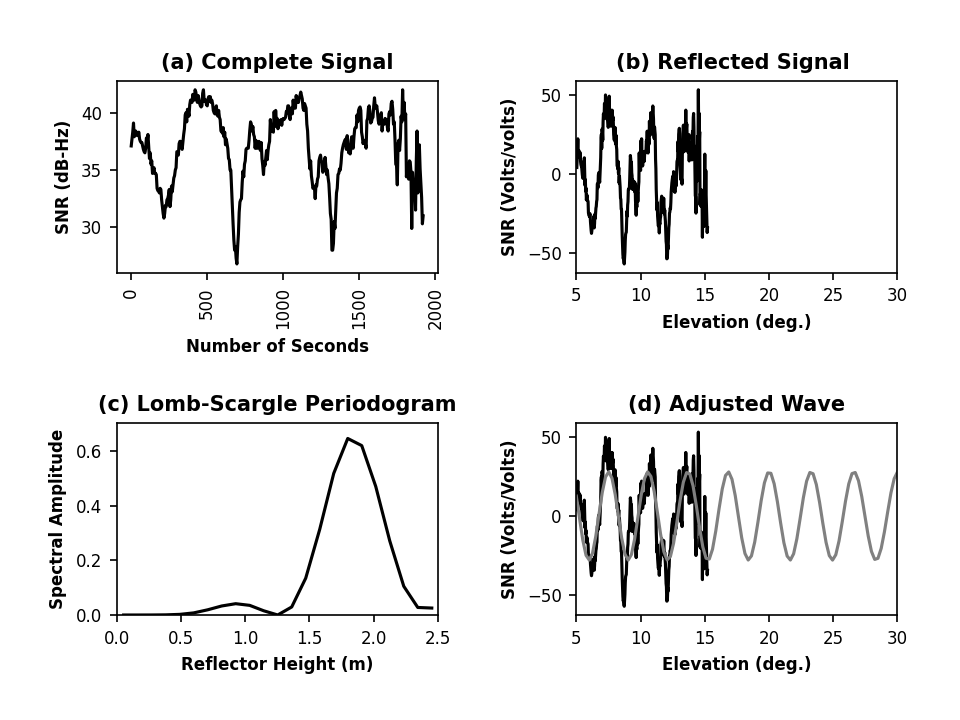 (a) Complete Signal
SNR (dB-Hz)
40
35
30
0
500
1000
1500
2000
Number of Seconds
(b) Reflected Signal
SNR (Volts/volts)
50
0
−50
5 10 15 20 25 30
Elevation (deg.)
(c) Lomb-Scargle Periodogram
Spectral Amplitude
0.6
0.4
0.2
0.0
0.0 0.5 1.0 1.5 2.0 2.5
Reflector Height (m)
(d) Adjusted Wave
SNR (Volts/Volts)
50
0
−50
5 10 15 20 25 30
Elevation (deg.)